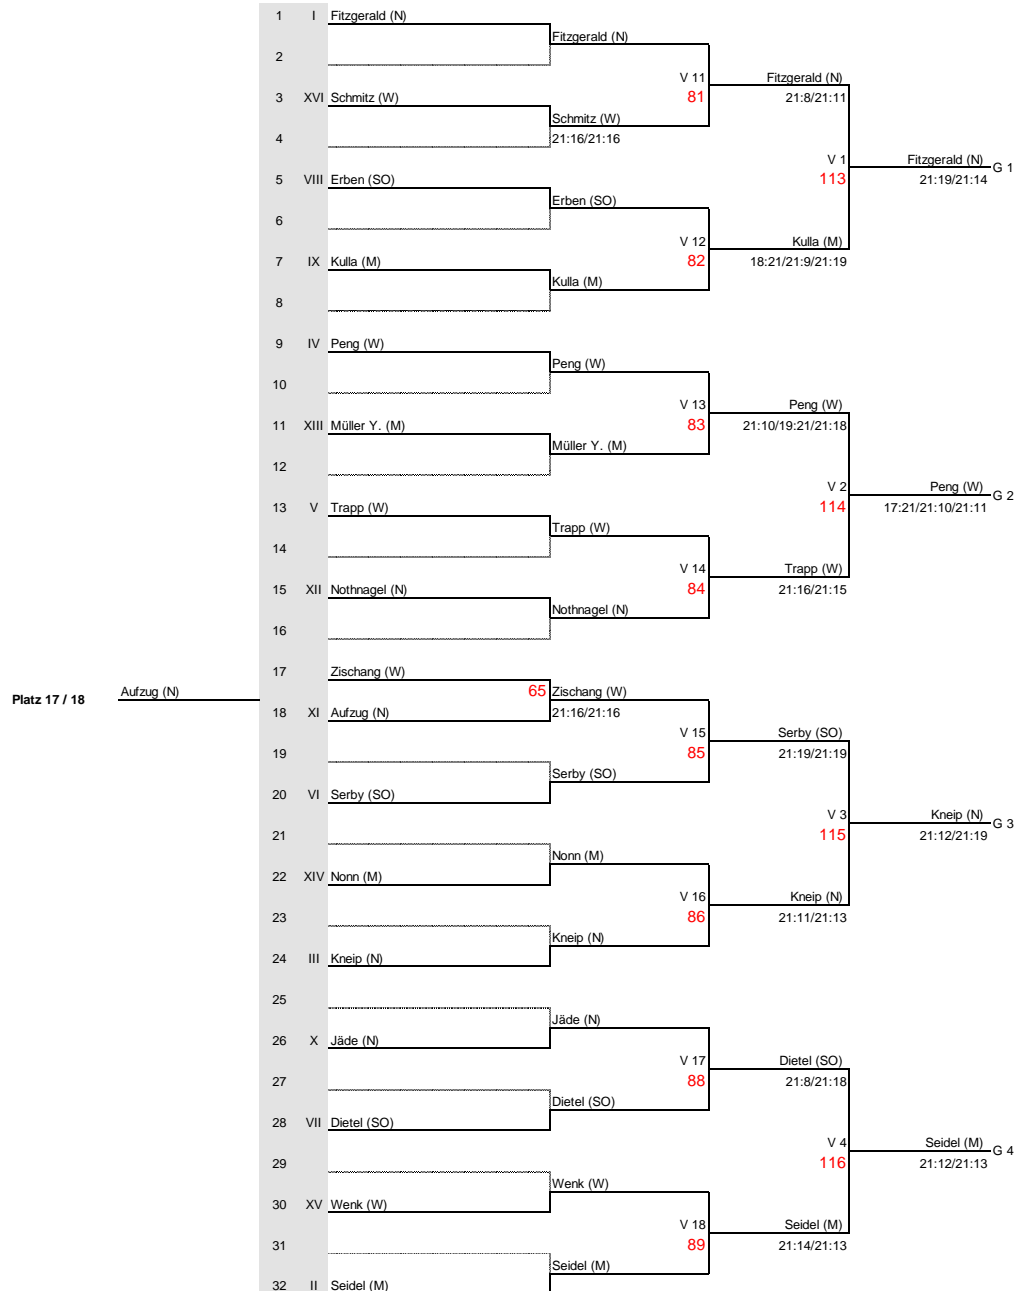 1 I Fitzgerald (N)
Fitzgerald (N)
2
V 11 Fitzgerald (N)
3 XVI Schmitz (W) 81 21:8/21:11
Schmitz (W)
4 21:16/21:16
V 1 Fitzgerald (N) G 1
5 VIII Erben (SO) 113 21:19/21:14
Erben (SO)
6
V 12 Kulla (M)
7 IX Kulla (M) 82 18:21/21:9/21:19
Kulla (M)
8
9 IV Peng (W)
Peng (W)
10
V 13 Peng (W)
11 XIII Müller Y. (M) 83 21:10/19:21/21:18
Müller Y. (M)
12
V 2 Peng (W) G 2
13 V Trapp (W) 114 17:21/21:10/21:11
Trapp (W)
14
V 14 Trapp (W)
15 XII Nothnagel (N) 84 21:16/21:15
Nothnagel (N)
16
17 Zischang (W)
Platz 17 / 18 Aufzug (N) 65 Zischang (W)
18 XI Aufzug (N) 21:16/21:16
V 15 Serby (SO)
19 85 21:19/21:19
Serby (SO)
20 VI Serby (SO)
V 3 Kneip (N) G 3
21 115 21:12/21:19
Nonn (M)
22 XIV Nonn (M)
V 16 Kneip (N)
23 86 21:11/21:13
Kneip (N)
24 III Kneip (N)
25
Jäde (N)
26 X Jäde (N)
V 17 Dietel (SO)
27 88 21:8/21:18
Dietel (SO)
28 VII Dietel (SO)
V 4 Seidel (M) G 4
29 116 21:12/21:13
Wenk (W)
30 XV Wenk (W)
V 18 Seidel (M)
31 89 21:14/21:13
Seidel (M)
32 II Seidel (M)